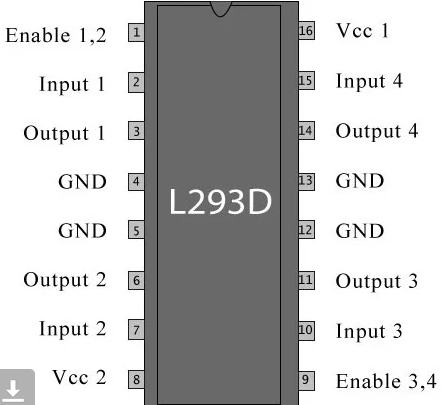 Enable 1,2 1 16 Vcc 1
Input 1 2 15 Input 4
Output 1 3 14 Output 4
GND 4 13 GND
L293D
GND 5 12 GND
Output 2 6 11 Output 3
Input 2 7 10 Input 3
Vcc 2 8 9 Enable 3,4